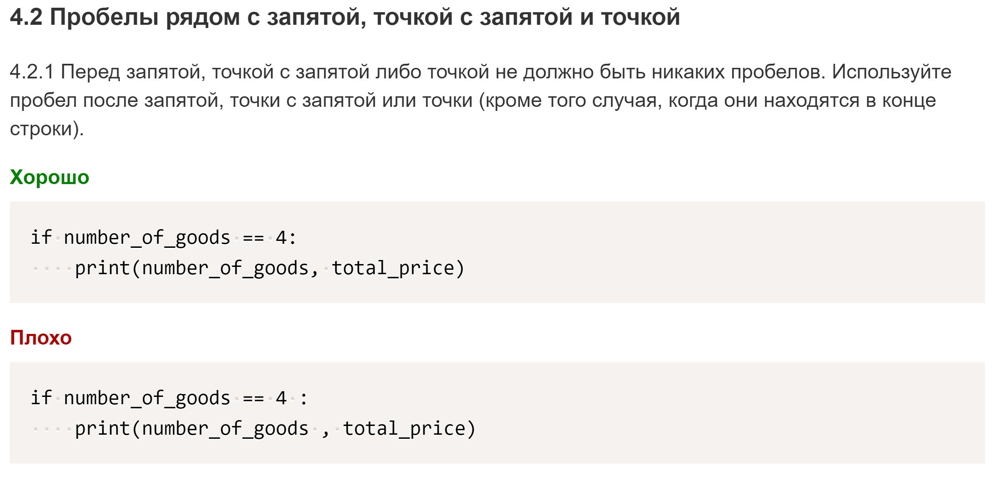 4.2 Пробелы рядом с запятой, точкой с запятой и точкой
4.2.1 Перед запятой, точкой с запятой либо точкой не должно быть никаких пробелов. Используйте
пробел после запятой, точки с запятой или точки (кроме того случая, когда они находятся в конце
строки).
Хорошо
if·number_of_goods·==·4:
····print(number_of_goods,·total_price)
Плохо
if·number_of_goods·==·4·:
····print(number_of_goods·,·total_price)